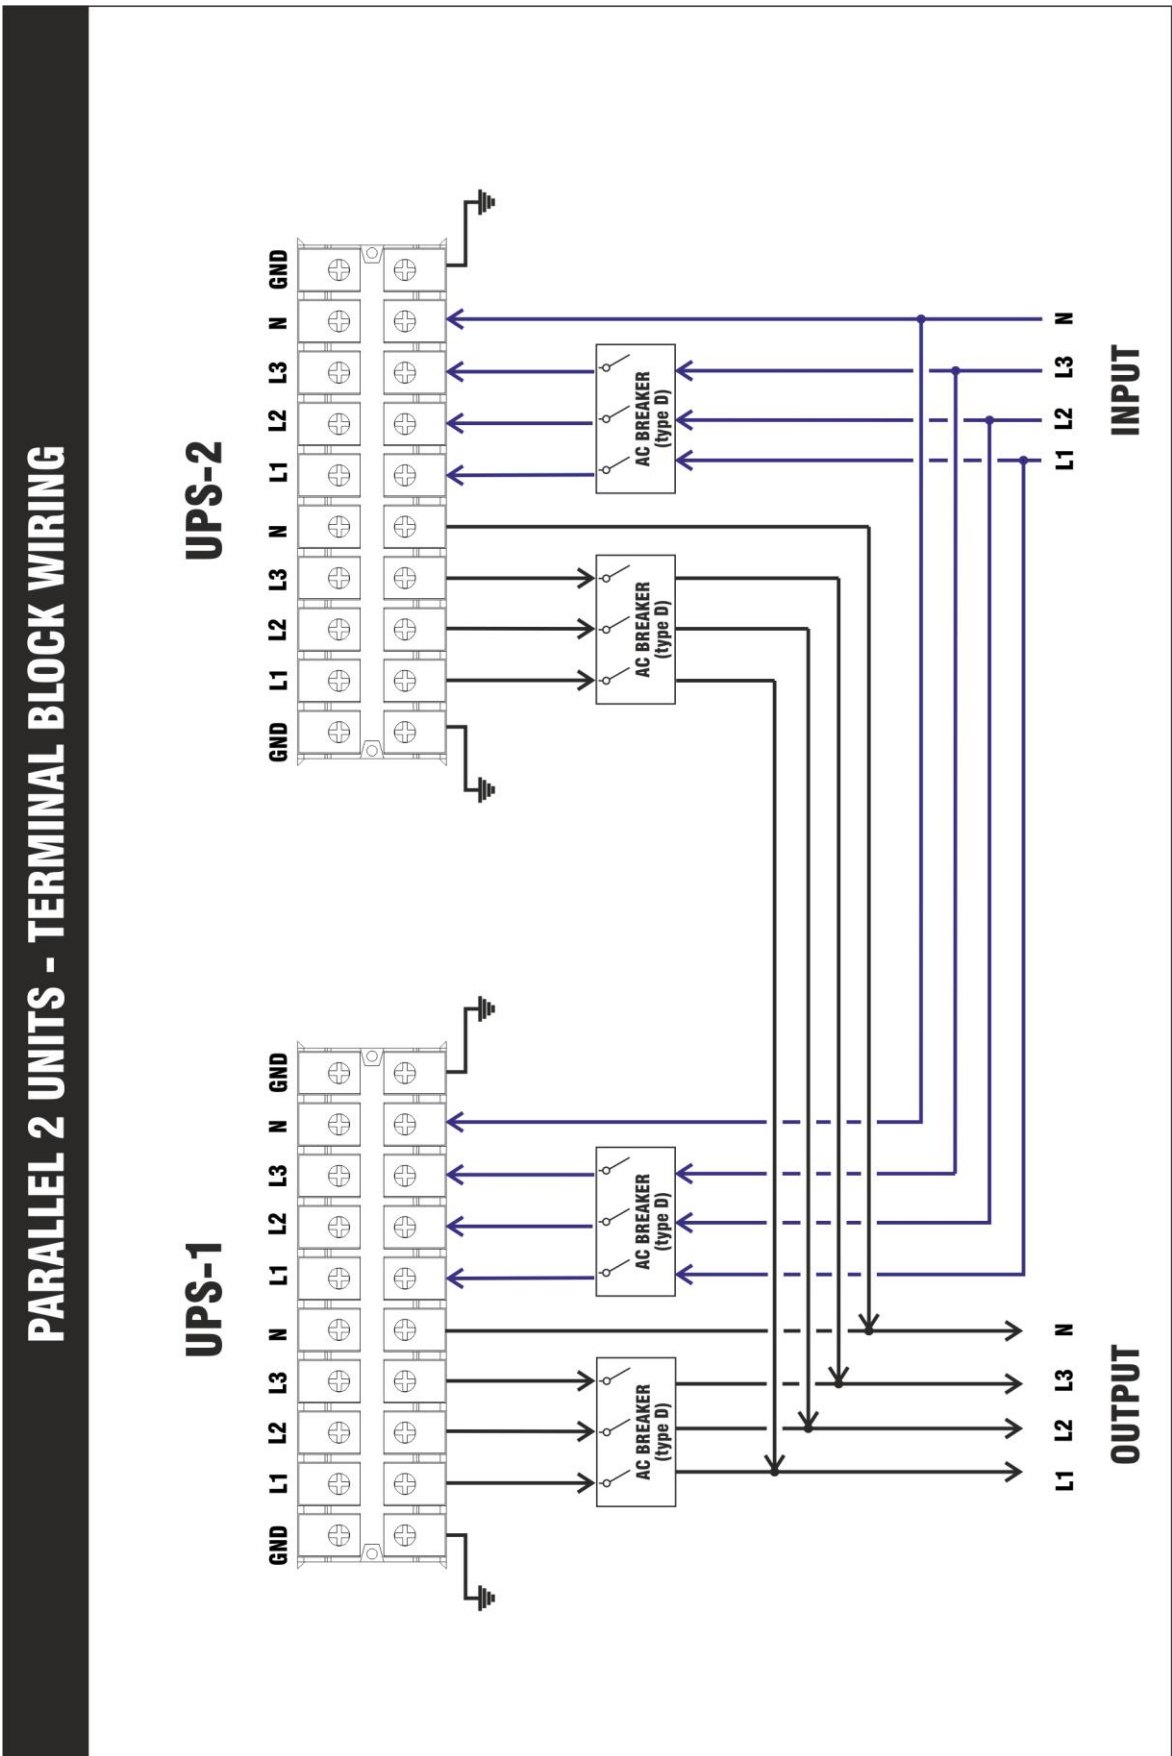 PARALLEL 2 UNITS - TERMINAL BLOCK WIRING
UPS-1
UPS-2
GND L1 L2 L3 N L1 L2 L3 N GND
GND L1 L2 L3 N L1 L2 L3 N GND
AC BREAKER
(type D)
AC BREAKER
(type D)
AC BREAKER
(type D)
AC BREAKER
(type D)
L1 L2 L3 N
L1 L2 L3 N
OUTPUT
INPUT